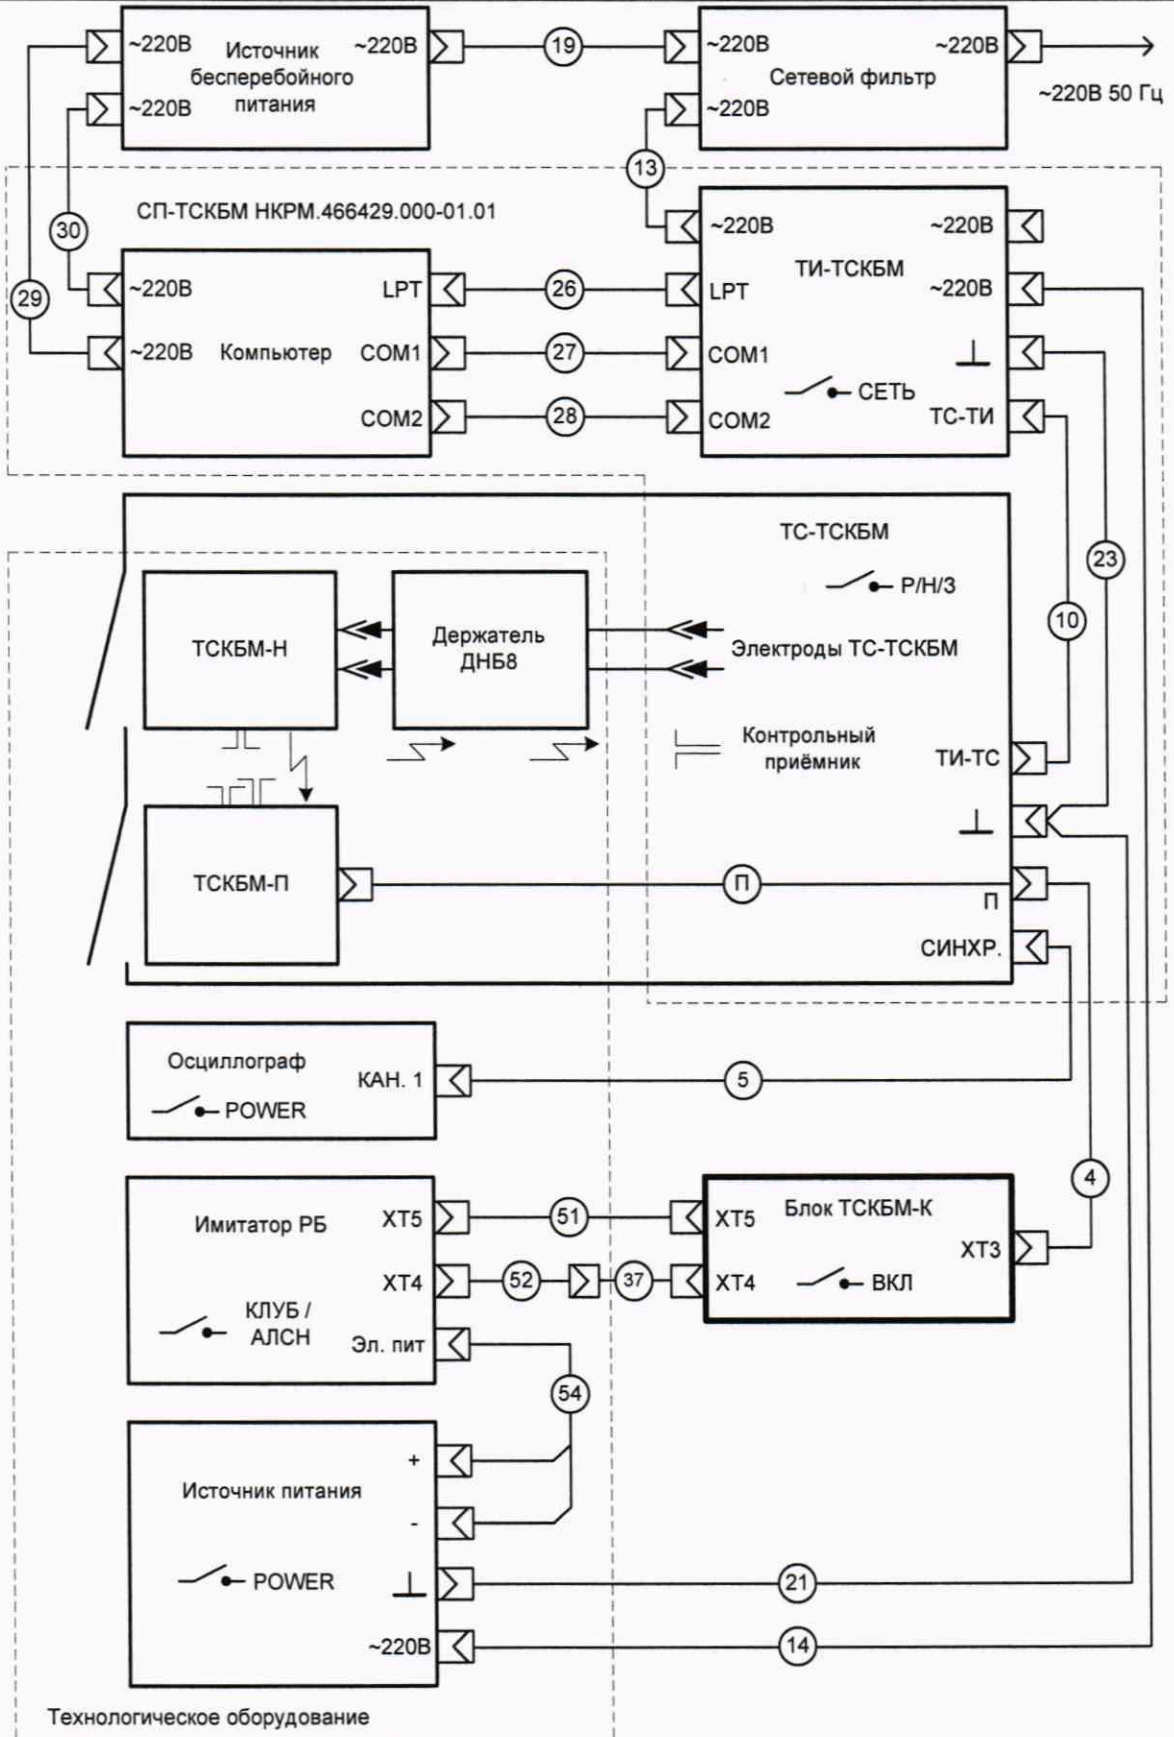 ~220В
Источник
бесперебойного
питания
~220В
~220В
19
~220В
Сетевой фильтр
~220В
~220В
~220В 50 Гц
13
СП-ТСКБМ НКРМ.466429.000-01.01
30
29
~220В
~220В
Компьютер
LPT
COM1
COM2
26
27
28
~220В
LPT
COM1
COM2
ТИ-ТСКБМ
СЕТЬ
~220В
~220В
ТС-ТИ
23
10
ТС-ТСКБМ
Р/Н/З
ТСКБМ-Н
Держатель
ДНБ8
Электроды ТС-ТСКБМ
Контрольный
приёмник
ТИ-ТС
ТСКБМ-П
П
П
СИНХР.
Осциллограф
POWER
КАН. 1
5
4
Имитатор РБ
КЛУБ /
АЛСН
ХТ5
ХТ4
Эл. пит
51
52
37
ХТ5
ХТ4
Блок ТСКБМ-К
ВКЛ
ХТ3
54
Источник питания
POWER
+
-
~220В
21
14
Технологическое оборудование